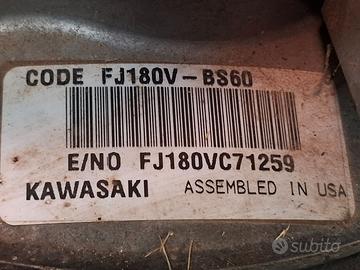 CODE FJ180V-BS60
E/NO FJ180VC71259
KAWASAKI ASSEMBLED IN USA
subito